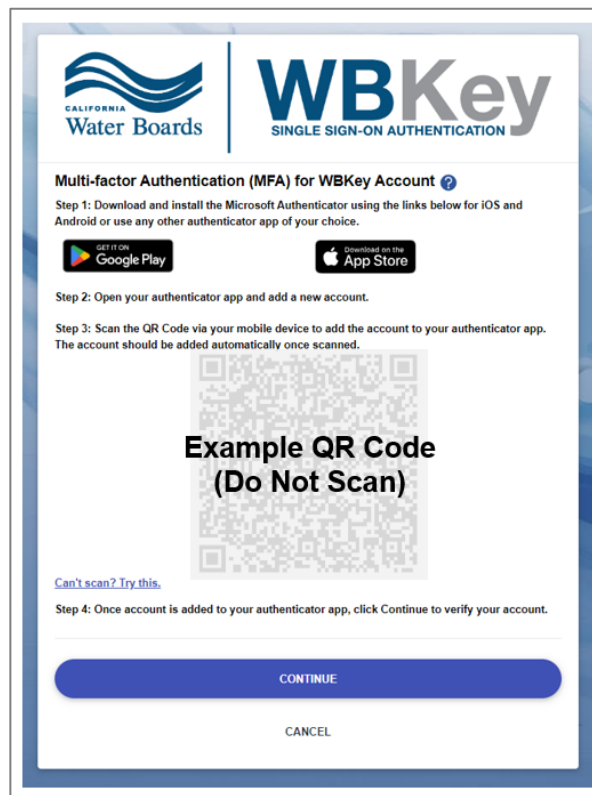 CALIFORNIA
Water Boards
WBKey
SINGLE SIGN-ON AUTHENTICATION
Multi-factor Authentication (MFA) for WBKey Account ?
Step 1: Download and install the Microsoft Authenticator using the links below for iOS and
Android or use any other authenticator app of your choice.
GET IT ON
Google Play
Download on the
App Store
Step 2: Open your authenticator app and add a new account.
Step 3: Scan the QR Code via your mobile device to add the account to your authenticator app.
The account should be added automatically once scanned.
Example QR Code
(Do Not Scan)
Can't scan? Try this.
Step 4: Once account is added to your authenticator app, click Continue to verify your account.
CONTINUE
CANCEL